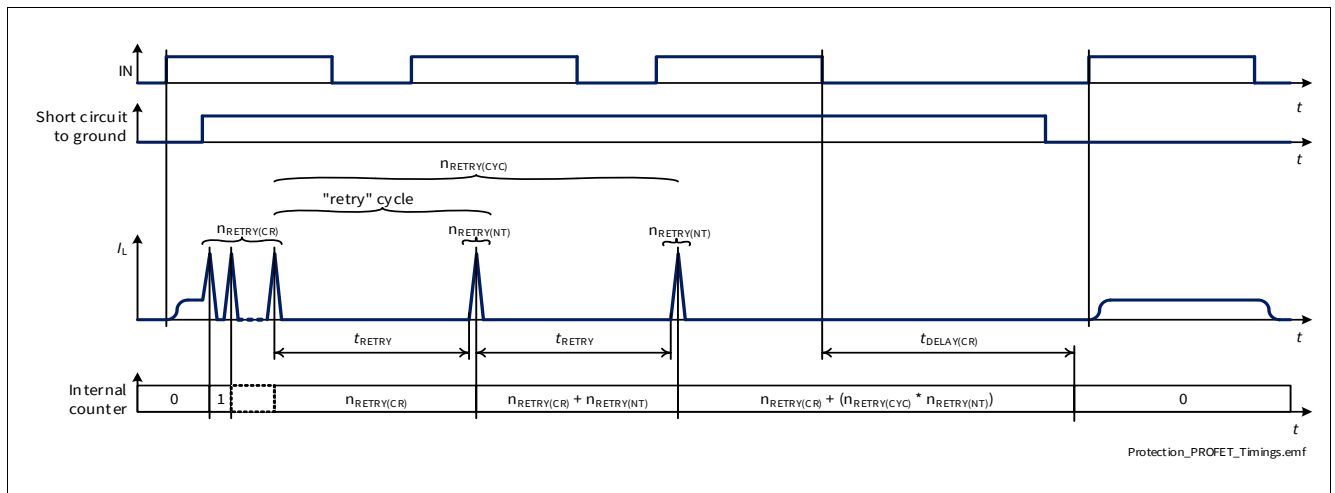 IN
t
Short circuit
to ground
t
nRETRY(CYC)
"retry" cycle
nRETRY(CR)
nRETRY(NT)
nRETRY(NT)
IL
t
tRETRY
tRETRY
tDELAY(CR)
Internal
counter
0
1
nRETRY(CR)
nRETRY(CR) + nRETRY(NT)
nRETRY(CR) + (nRETRY(CYC) * nRETRY(NT))
0
t
Protection_PROFET_Timings.emf